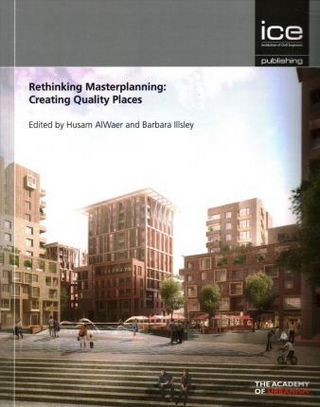 ice
Institution of Civil Engineers
publishing
Rethinking Masterplanning:
Creating Quality Places
Edited by Husam AlWaer and Barbara Illsley
THE ACADEMY
OF URBANISM